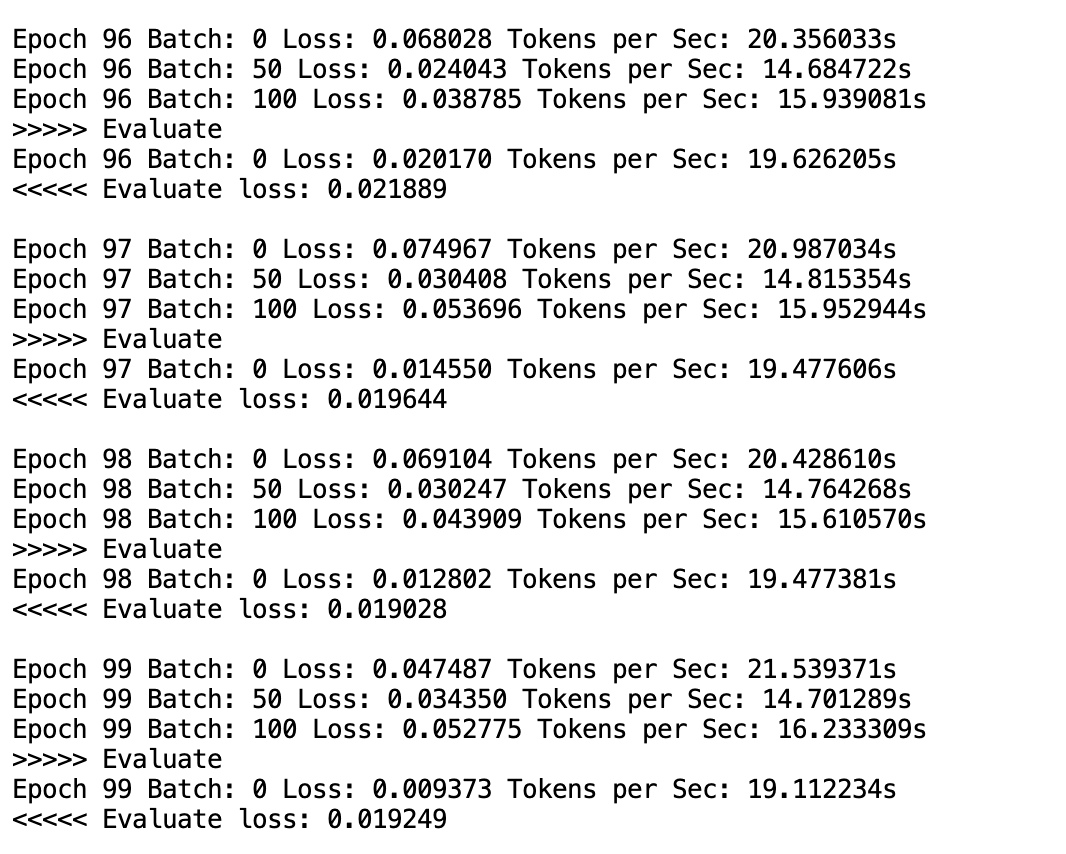 Epoch 96 Batch: 0 Loss: 0.068028 Tokens per Sec: 20.356033s
Epoch 96 Batch: 50 Loss: 0.024043 Tokens per Sec: 14.684722s
Epoch 96 Batch: 100 Loss: 0.038785 Tokens per Sec: 15.939081s
>>>>> Evaluate
Epoch 96 Batch: 0 Loss: 0.020170 Tokens per Sec: 19.626205s
<<<<< Evaluate loss: 0.021889
Epoch 97 Batch: 0 Loss: 0.074967 Tokens per Sec: 20.987034s
Epoch 97 Batch: 50 Loss: 0.030408 Tokens per Sec: 14.815354s
Epoch 97 Batch: 100 Loss: 0.053696 Tokens per Sec: 15.952944s
>>>>> Evaluate
Epoch 97 Batch: 0 Loss: 0.014550 Tokens per Sec: 19.477606s
<<<<< Evaluate loss: 0.019644
Epoch 98 Batch: 0 Loss: 0.069104 Tokens per Sec: 20.428610s
Epoch 98 Batch: 50 Loss: 0.030247 Tokens per Sec: 14.764268s
Epoch 98 Batch: 100 Loss: 0.043909 Tokens per Sec: 15.610570s
>>>>> Evaluate
Epoch 98 Batch: 0 Loss: 0.012802 Tokens per Sec: 19.477381s
<<<<< Evaluate loss: 0.019028
Epoch 99 Batch: 0 Loss: 0.047487 Tokens per Sec: 21.539371s
Epoch 99 Batch: 50 Loss: 0.034350 Tokens per Sec: 14.701289s
Epoch 99 Batch: 100 Loss: 0.052775 Tokens per Sec: 16.233309s
>>>>> Evaluate
Epoch 99 Batch: 0 Loss: 0.009373 Tokens per Sec: 19.112234s
<<<<< Evaluate loss: 0.019249